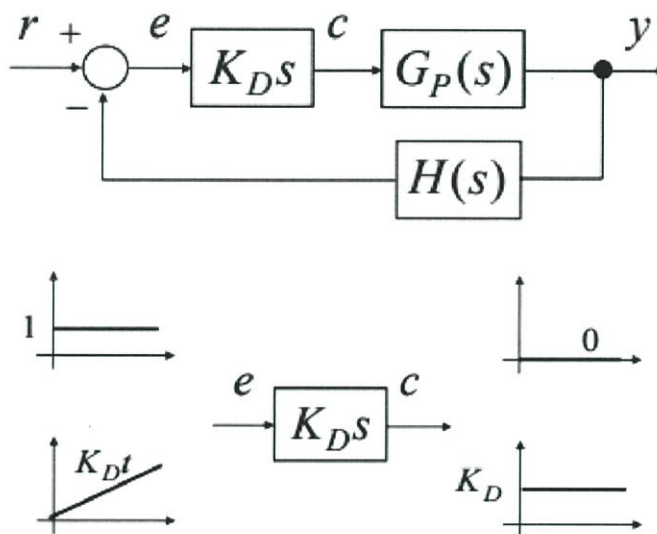 r + e c y
K_D s G_P(s)
−
H(s)
1 0
e c
K_D s
K_D t K_D